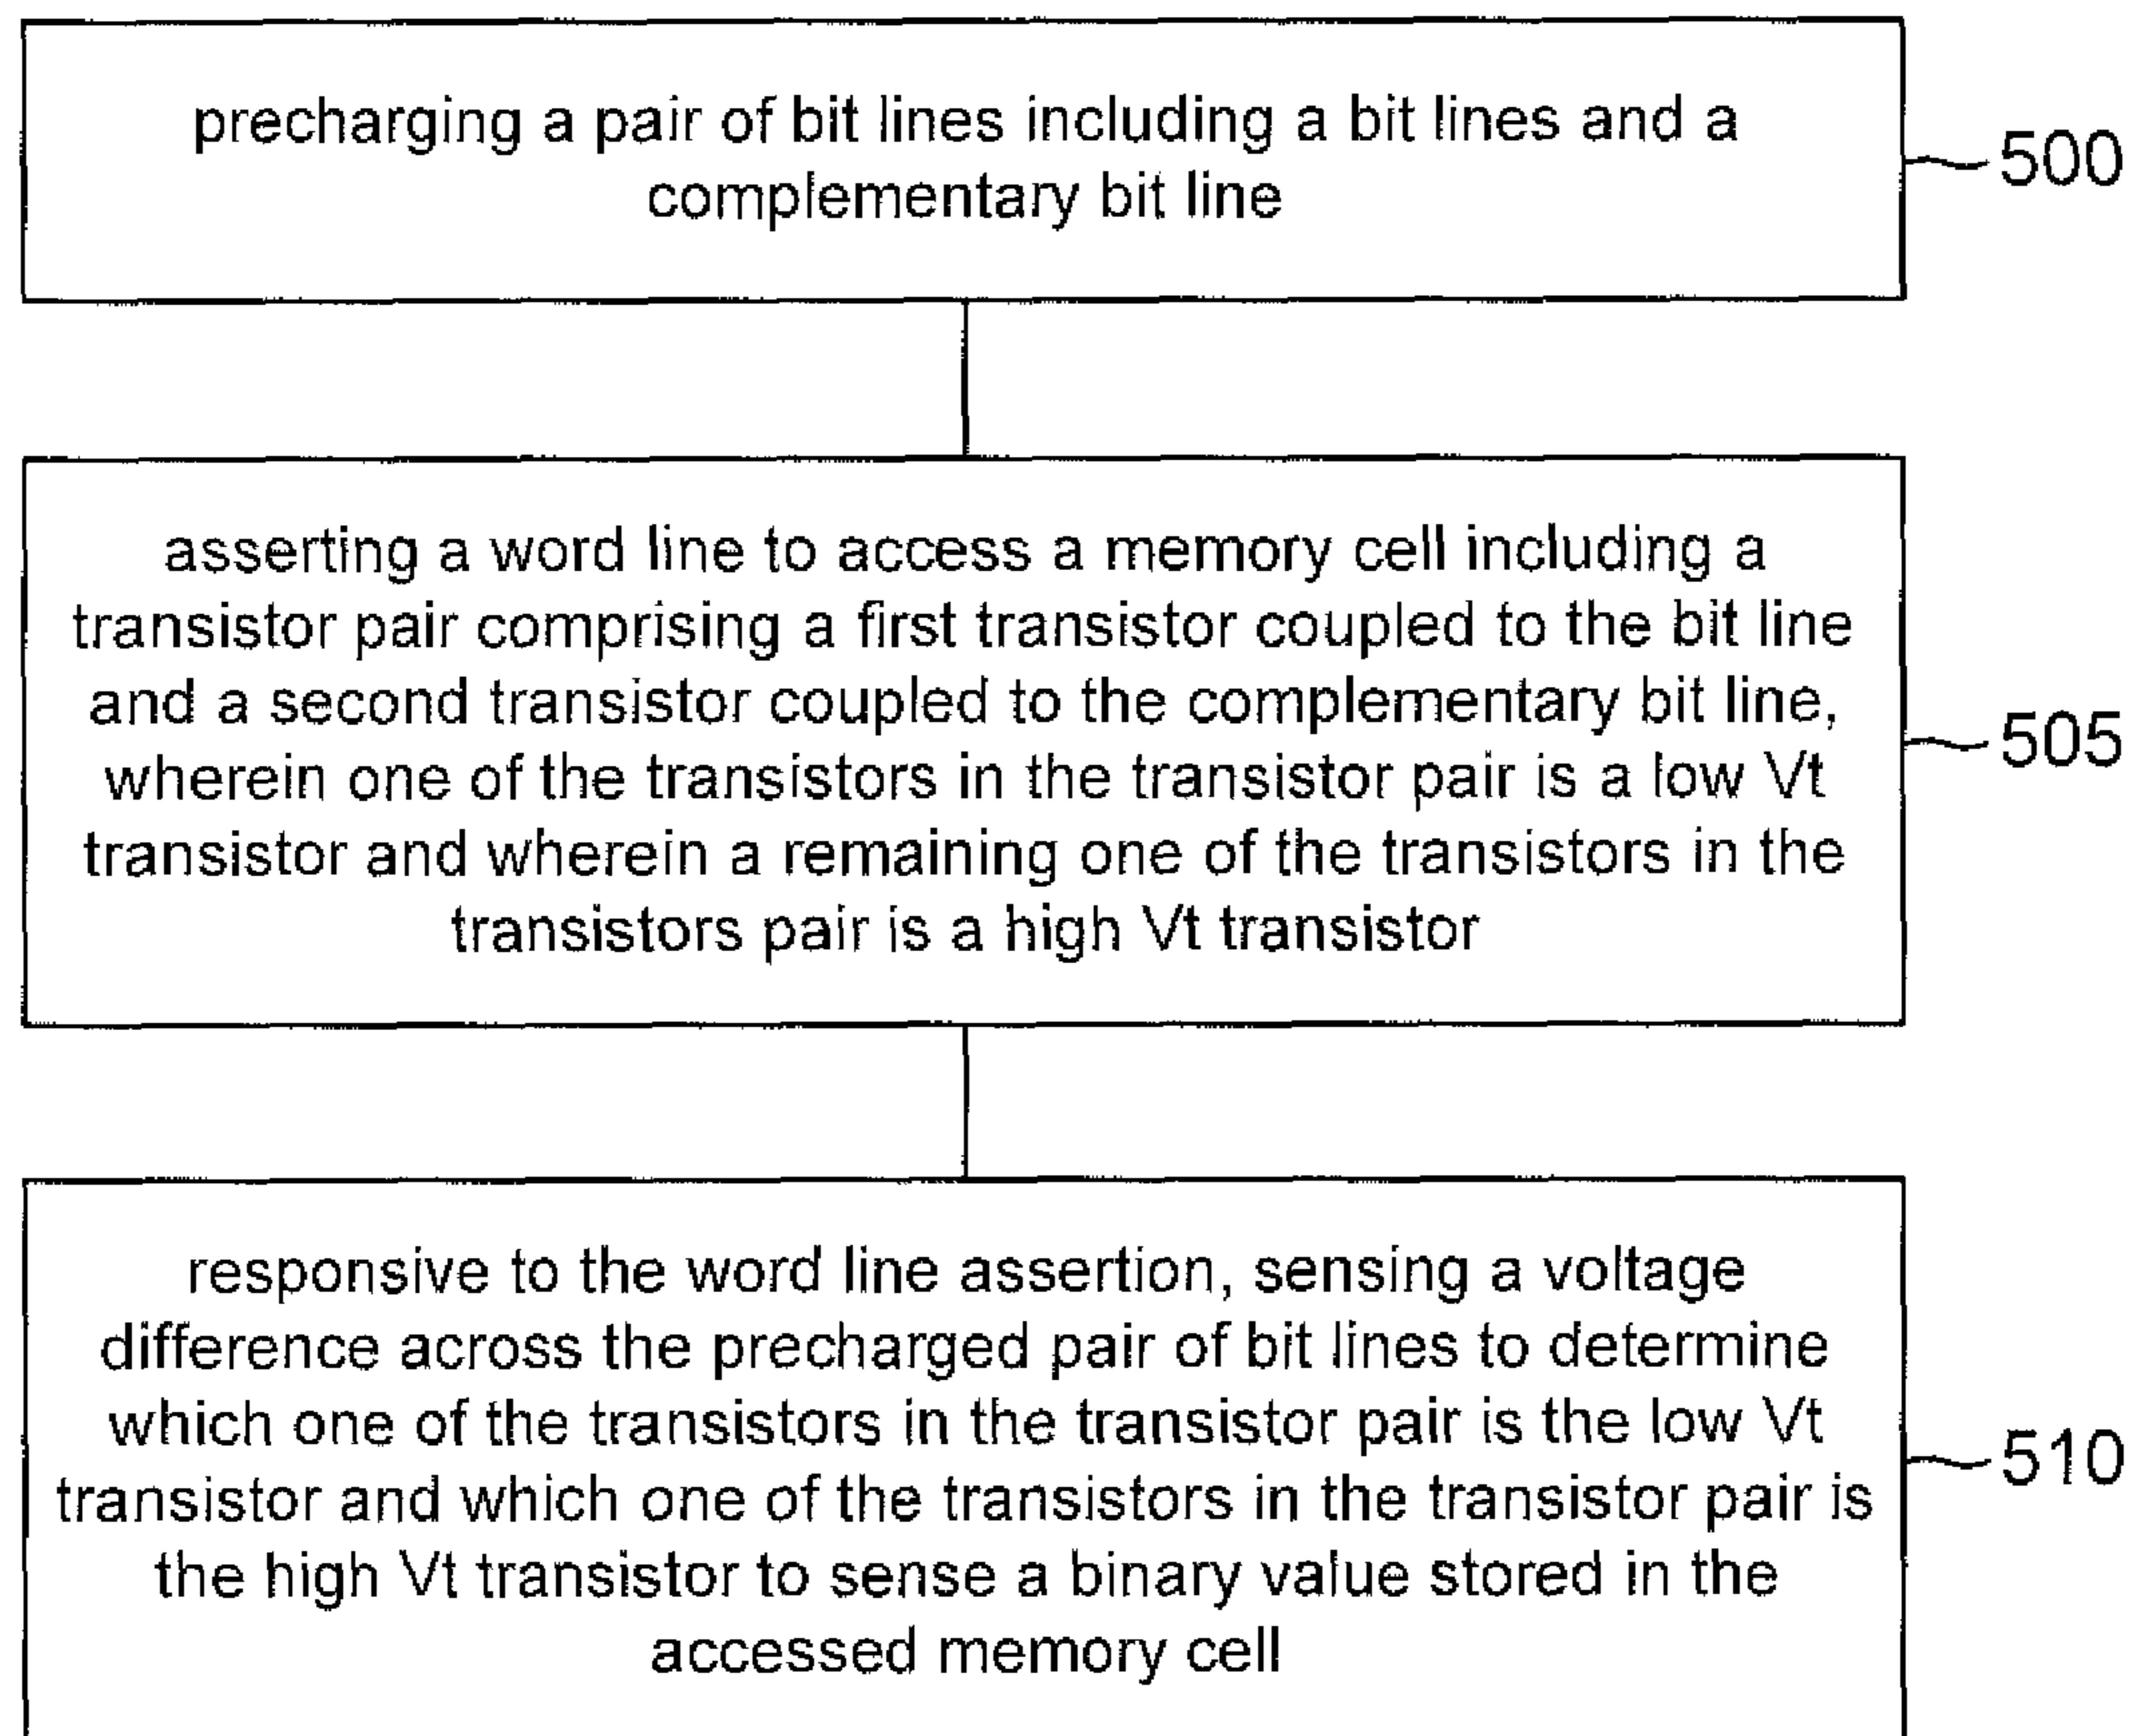 precharging a pair of bit lines including a bit lines and a
complementary bit line
500
asserting a word line to access a memory cell including a
transistor pair comprising a first transistor coupled to the bit line
and a second transistor coupled to the complementary bit line,
wherein one of the transistors in the transistor pair is a low Vt
transistor and wherein a remaining one of the transistors in the
transistors pair is a high Vt transistor
505
responsive to the word line assertion, sensing a voltage
difference across the precharged pair of bit lines to determine
which one of the transistors in the transistor pair is the low Vt
transistor and which one of the transistors in the transistor pair is
the high Vt transistor to sense a binary value stored in the
accessed memory cell
510